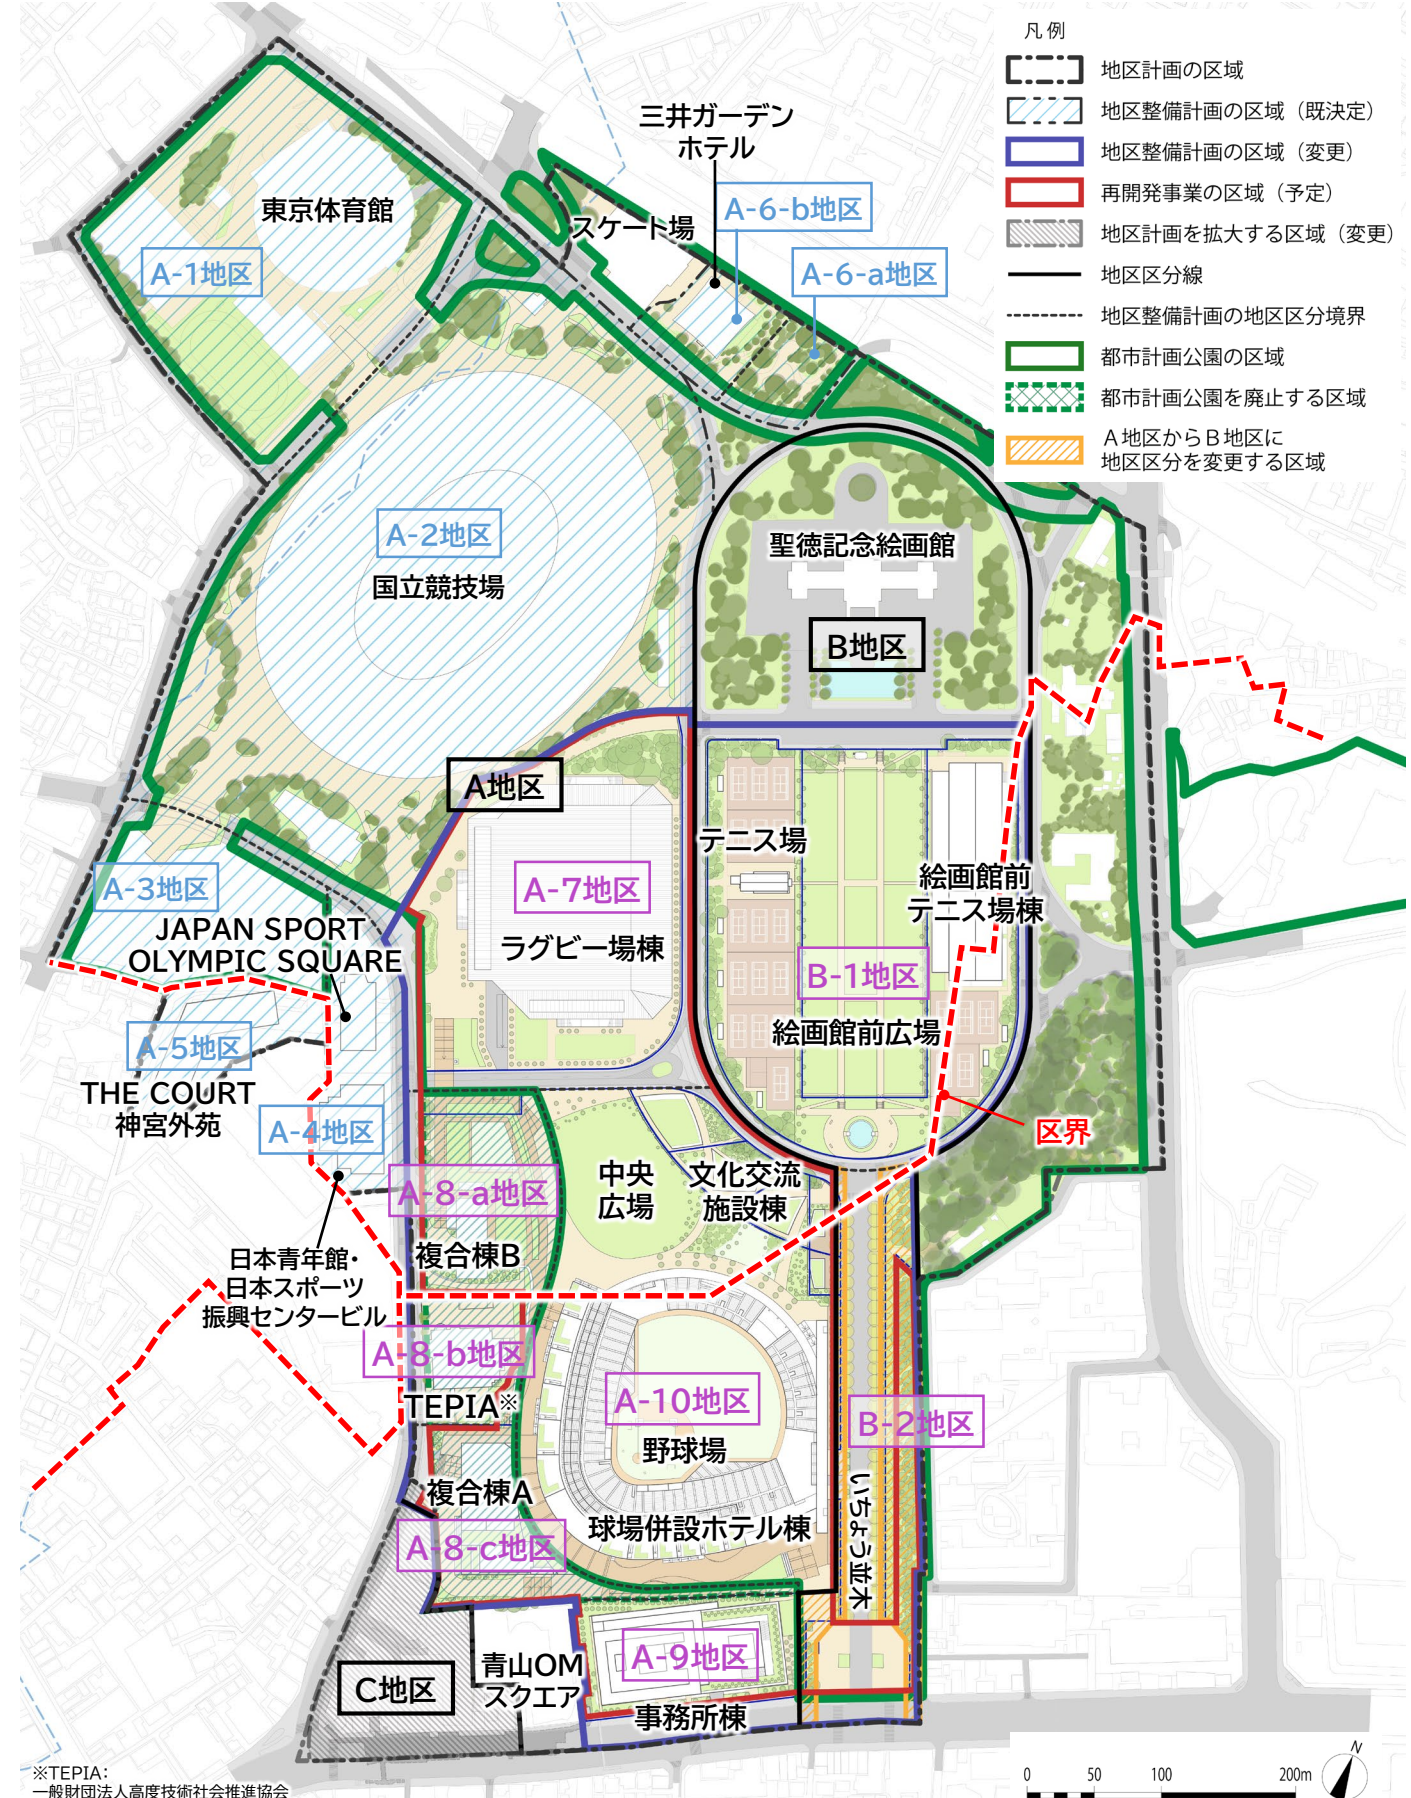 凡例
地区計画の区域
地区整備計画の区域（既決定）
地区整備計画の区域（変更）
再開発事業の区域（予定）
地区計画を拡大する区域（変更）
地区区分線
地区整備計画の地区区分境界
都市計画公園の区域
都市計画公園を廃止する区域
A地区からB地区に
地区区分を変更する区域
三井ガーデン
ホテル
A-6-b地区
東京体育館
スケート場
A-1地区
A-6-a地区
A-2地区
国立競技場
聖徳記念絵画館
B地区
A地区
テニス場
A-3地区
A-7地区
絵画館前
テニス場棟
JAPAN SPORT
OLYMPIC SQUARE
ラグビー場棟
B-1地区
絵画館前広場
A-5地区
THE COURT
神宮外苑
A-4地区
区界
A-8-a地区
中央
広場
文化交流
施設棟
複合棟B
日本青年館・
日本スポーツ
振興センタービル
A-8-b地区
TEPIA※
A-10地区
野球場
B-2地区
いちょう並木
複合棟A
球場併設ホテル棟
A-8-c地区
C地区
青山OM
スクエア
A-9地区
事務所棟
※TEPIA：
一般財団法人高度技術社会推進協会
N
0 50 100 200m